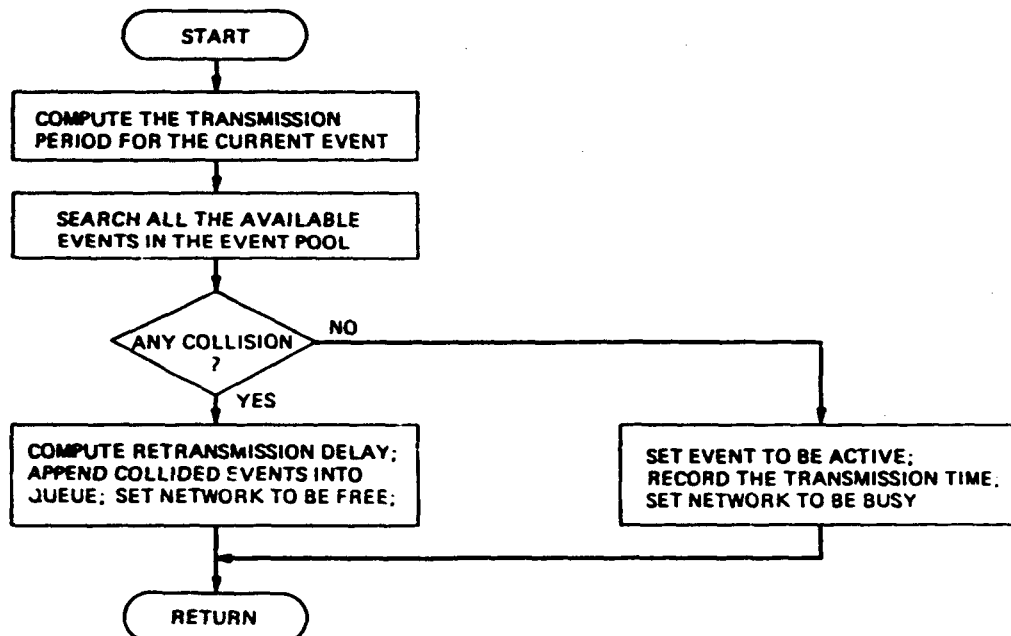 START
COMPUTE THE TRANSMISSION
PERIOD FOR THE CURRENT EVENT
SEARCH ALL THE AVAILABLE
EVENTS IN THE EVENT POOL
ANY COLLISION
?
NO
YES
COMPUTE RETRANSMISSION DELAY;
APPEND COLLIDED EVENTS INTO
QUEUE; SET NETWORK TO BE FREE;
SET EVENT TO BE ACTIVE;
RECORD THE TRANSMISSION TIME;
SET NETWORK TO BE BUSY
RETURN